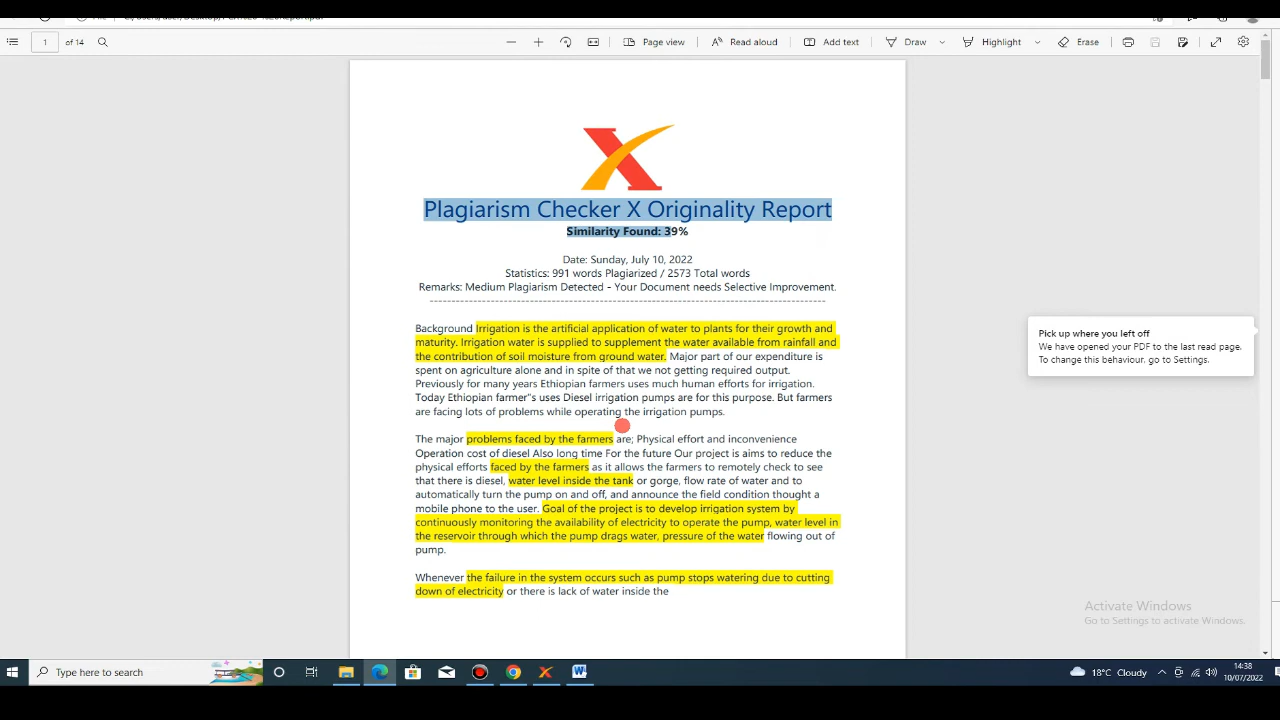 1 of 14
Page view
Read aloud
Add text
Draw
Highlight
Erase
X
Plagiarism Checker X Originality Report
Similarity Found: 39%
Date: Sunday, July 10, 2022
Statistics: 991 words Plagiarized / 2573 Total words
Remarks: Medium Plagiarism Detected - Your Document needs Selective Improvement.
Background Irrigation is the artificial application of water to plants for their growth and
maturity. Irrigation water is supplied to supplement the water available from rainfall and
the contribution of soil moisture from ground water. Major part of our expenditure is
spent on agriculture alone and in spite of that we not getting required output.
Previously for many years Ethiopian farmers uses much human efforts for irrigation.
Today Ethiopian farmer"s uses Diesel irrigation pumps are for this purpose. But farmers
are facing lots of problems while operating the irrigation pumps.
The major problems faced by the farmers are; Physical effort and inconvenience
Operation cost of diesel Also long time For the future Our project is aims to reduce the
physical efforts faced by the farmers as it allows the farmers to remotely check to see
that there is diesel, water level inside the tank or gorge, flow rate of water and to
automatically turn the pump on and off, and announce the field condition thought a
mobile phone to the user. Goal of the project is to develop irrigation system by
continuously monitoring the availability of electricity to operate the pump, water level in
the reservoir through which the pump drags water, pressure of the water flowing out of
pump.
Whenever the failure in the system occurs such as pump stops watering due to cutting
down of electricity or there is lack of water inside the
Pick up where you left off
We have opened your PDF to the last read page.
To change this behaviour, go to Settings.
Activate Windows
Go to Settings to activate Windows.
Type here to search
18°C Cloudy
14:38
10/07/2022